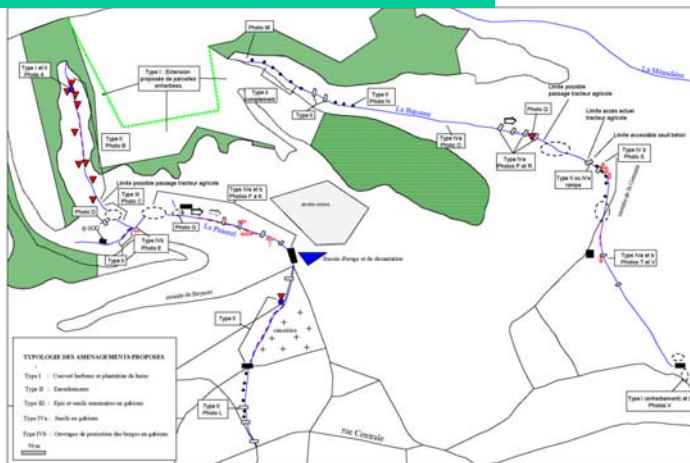 Photo M
Type I et II
Photo A
Type I : Extension
proposée de parcelles
enherbées
Type II
complément
Type II
Type II
Photo N
La Hatonne
Type IVa
Photo O
Type IVa
Photos P et R
Photo Q
Limite possible
passage tracteur agricole
La Méaudière
Limite accès actuel
tracteur agricole
Limite accessible seuil béton
Type IV b
Photo S
Type II ou IVa
rampe
Type II
Photo B
Limite possible passage tracteur agricole
Type III
Photo C
Photo D
Type IVa et b
Photos F à K
Photo G
Type IVb
Photo E
Type II
Bassin d'orage et de décantation
Type IVa et b
Photos T et V
Type II
cimetière
Type II
Photo L
rue Centrale
Type I (enherbement) et
Photos V
TYPOLOGIE DES AMENAGEMENTS PROPOSES
Type I : Couvert herbeux et plantation de haies
Type II : Enrochements
Type III : Epis et seuils sommaires en gabions
Type IVa : Seuils en gabions
Type IVb : Ouvrages de protection des berges en gabions
50 m